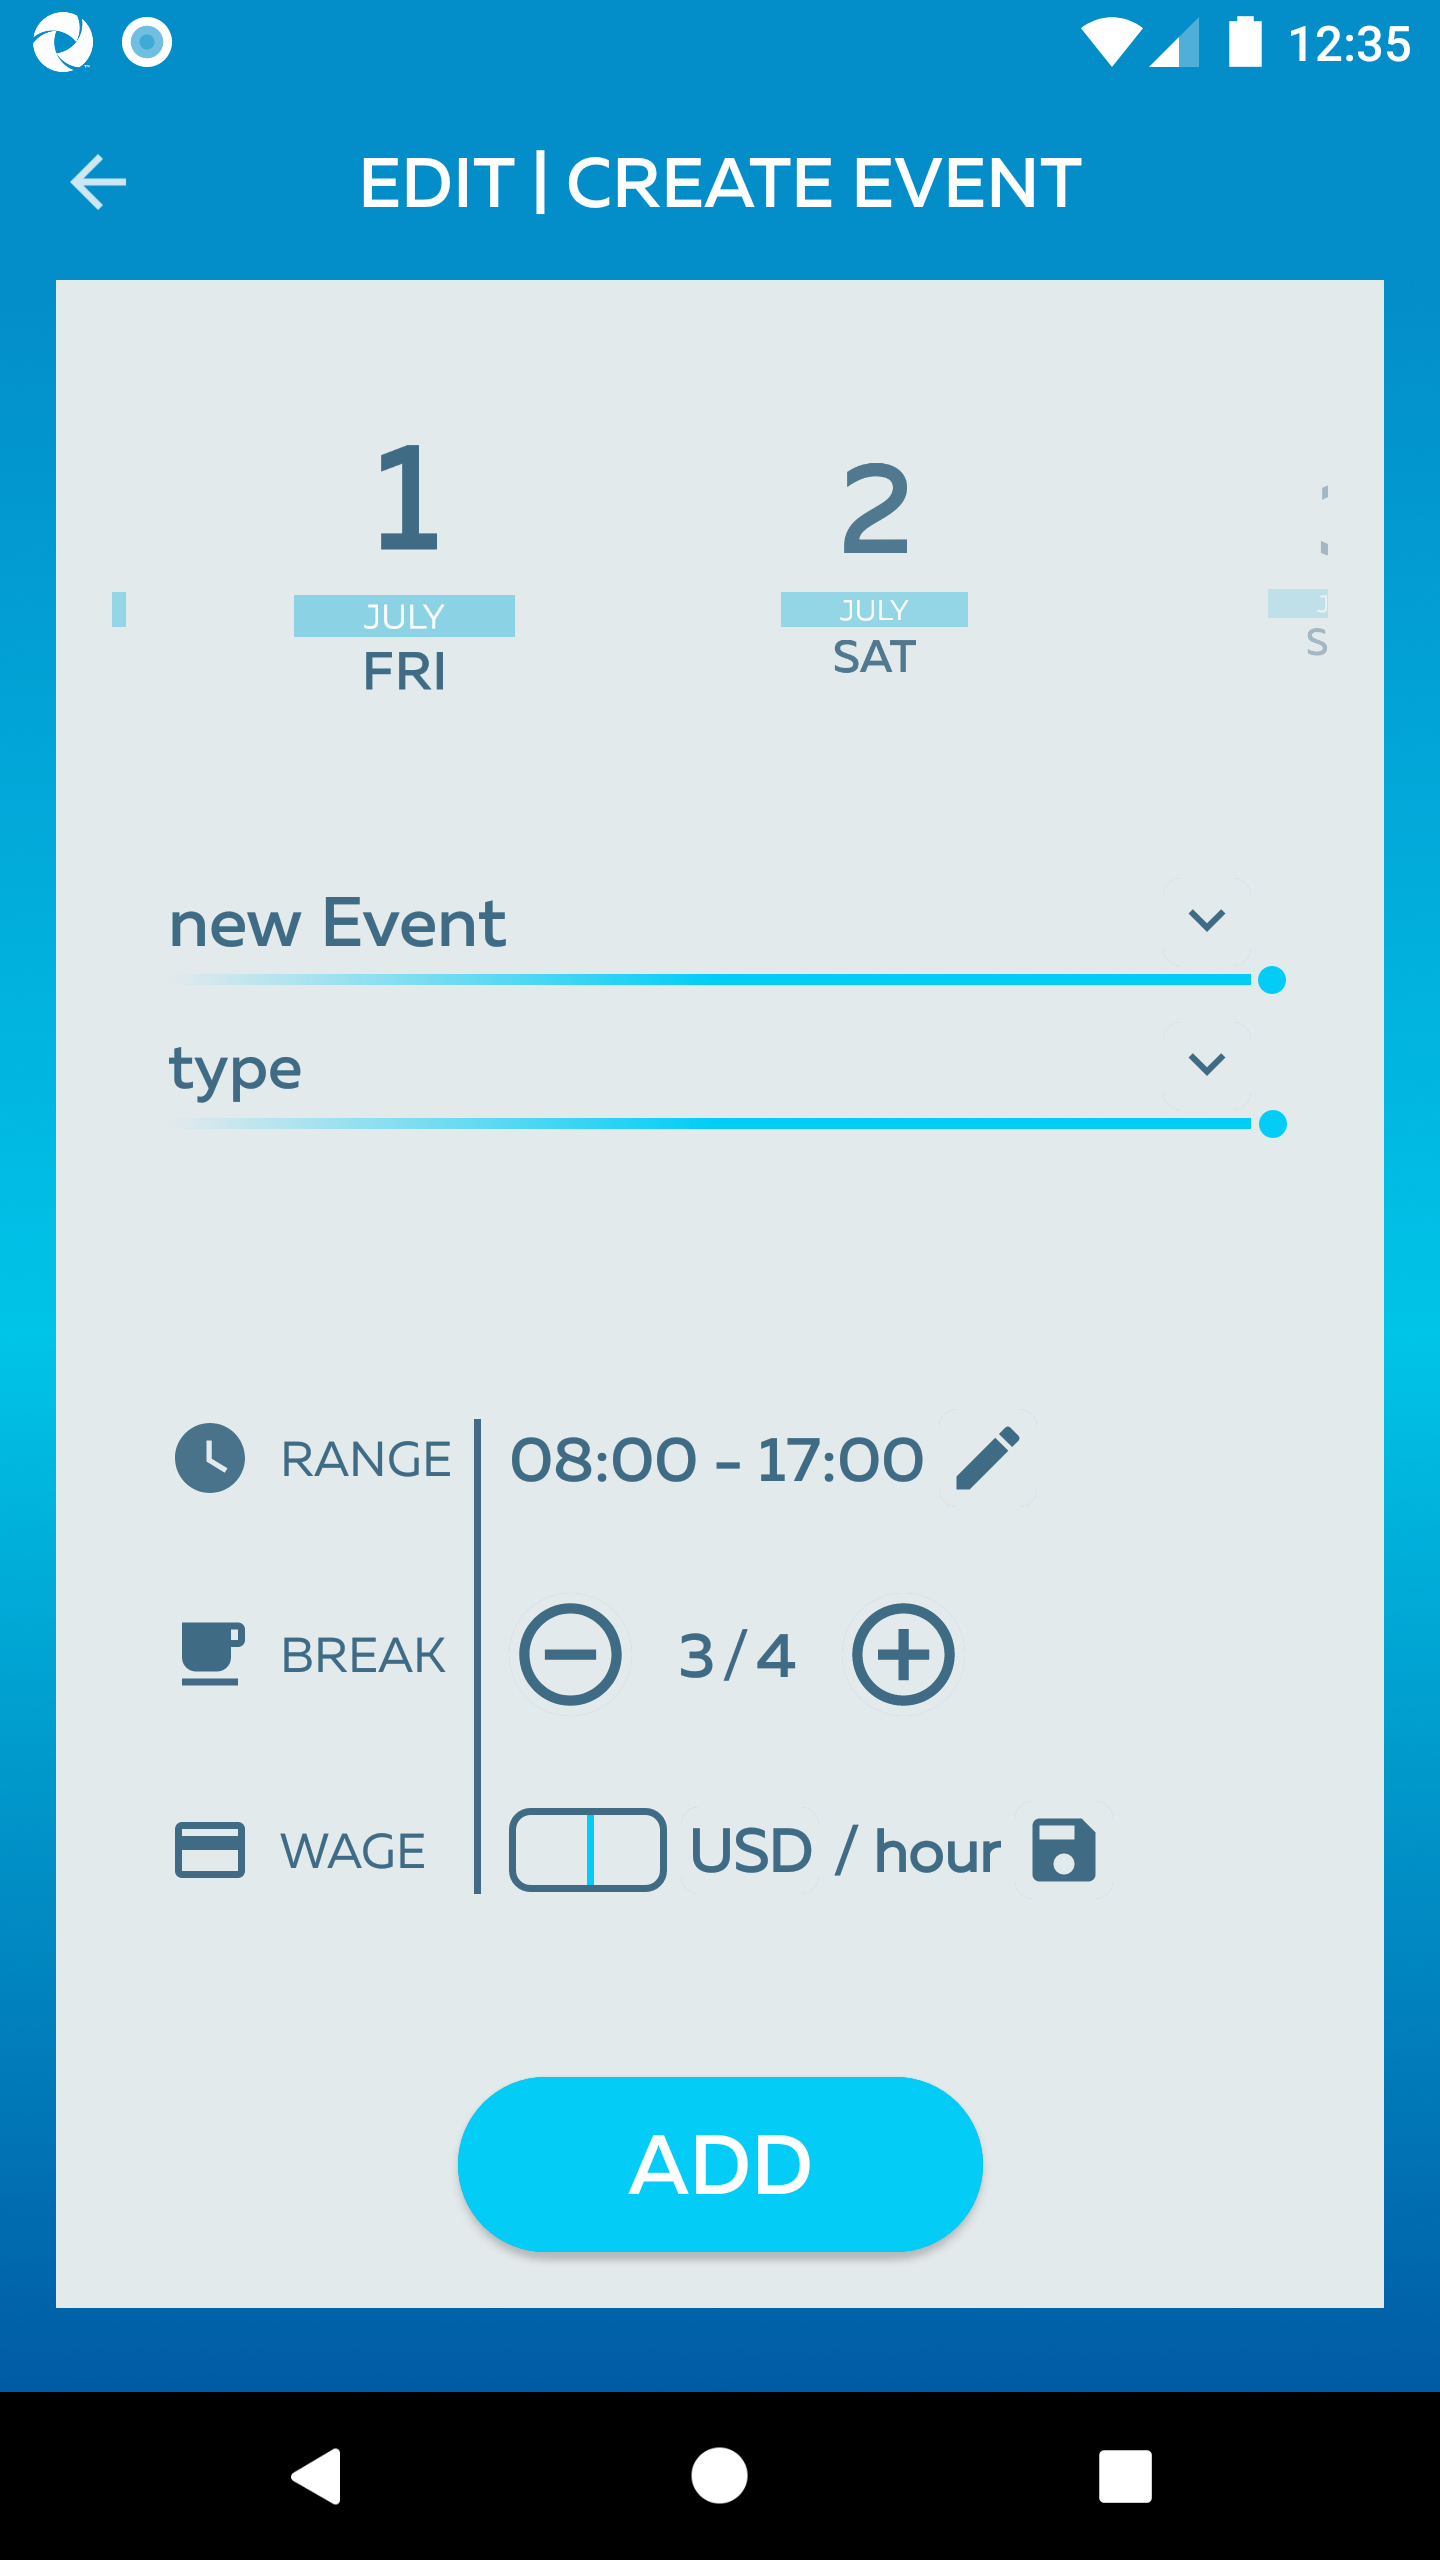 12:35
EDIT | CREATE EVENT
1
JULY
FRI
2
JULY
SAT
J
S
new Event
type
RANGE 08:00 - 17:00
BREAK 3/4
WAGE USD / hour
ADD